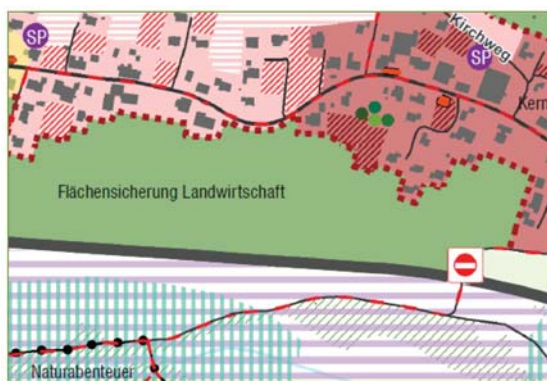 SP
Kirchweg
SP
Kern
Flächensicherung Landwirtschaft
Naturabenteuer